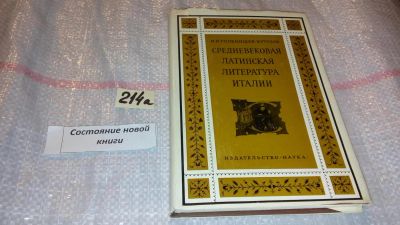 214а
Состояние новой
книги
СРЕДНЕВЕКОВАЯ
ЛАТИНСКАЯ
ЛИТЕРАТУРА
ИТАЛИИ
ИЗДАТЕЛЬСТВО·НАУКА·